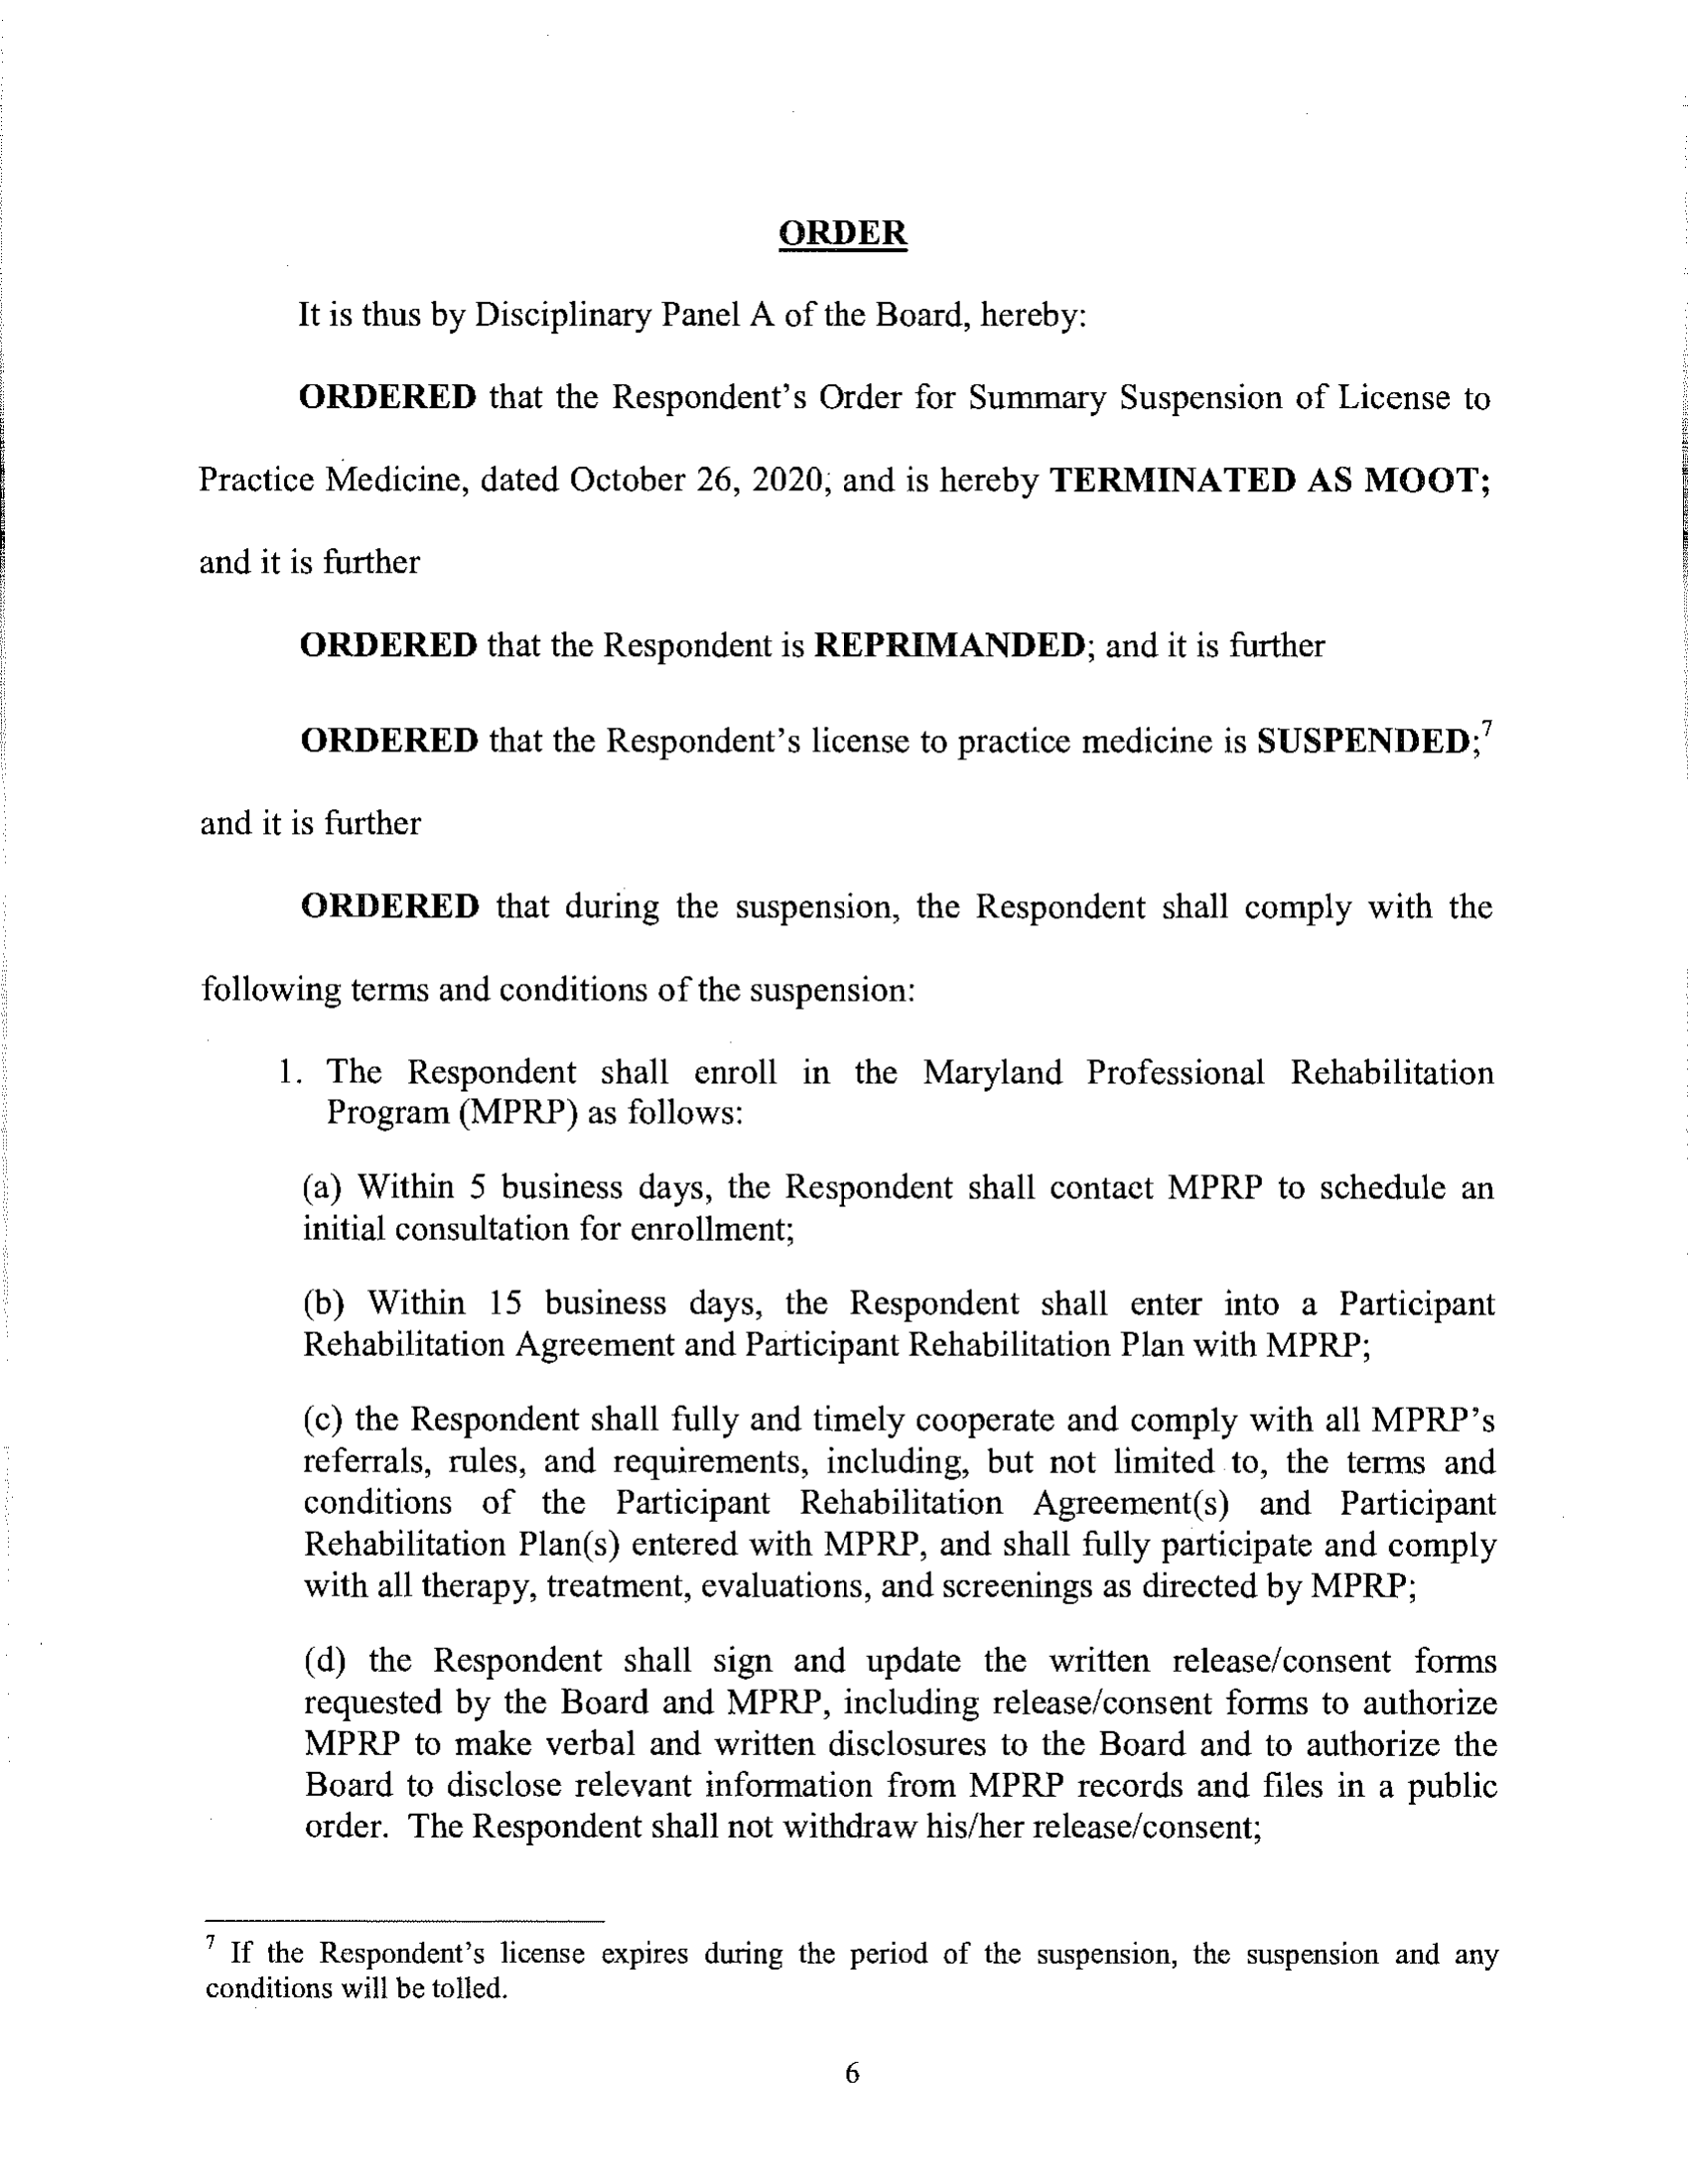 ORDER
It is thus by Disciplinary Panel A of the Board, hereby:
ORDERED that the Respondent's Order for Summary Suspension of License to
Practice Medicine, dated October 26, 2020, and is hereby TERMINATED AS MOOT;
and it is further
ORDERED that the Respondent is REPRIMANDED; and it is further
ORDERED that the Respondent's license to practice medicine is SUSPENDED;7
and it is further
ORDERED that during the suspension, the Respondent shall comply with the
following terms and conditions of the suspension:
1. The Respondent shall enroll in the Maryland Professional Rehabilitation
Program (MPRP) as follows:
(a) Within 5 business days, the Respondent shall contact MPRP to schedule an
initial consultation for enrollment;
(b) Within 15 business days, the Respondent shall enter into a Participant
Rehabilitation Agreement and Participant Rehabilitation Plan with MPRP;
(c) the Respondent shall fully and timely cooperate and comply with all MPRP's
referrals, rules, and requirements, including, but not limited to, the terms and
conditions of the Participant Rehabilitation Agreement(s) and Participant
Rehabilitation Plan(s) entered with MPRP, and shall fully participate and comply
with all therapy, treatment, evaluations, and screenings as directed by MPRP;
(d) the Respondent shall sign and update the written release/consent forms
requested by the Board and MPRP, including release/consent forms to authorize
MPRP to make verbal and written disclosures to the Board and to authorize the
Board to disclose relevant information from MPRP records and files in a public
order. The Respondent shall not withdraw his/her release/consent;
7 If the Respondent's license expires during the period of the suspension, the suspension and any
conditions will be tolled.
6